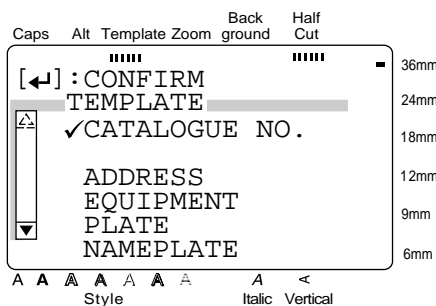 Back Half
Caps Alt Template Zoom ground Cut
[↵]:CONFIRM
36mm
TEMPLATE
24mm
✓CATALOGUE NO.
18mm
ADDRESS
12mm
EQUIPMENT
PLATE
9mm
NAMEPLATE
6mm
A A A A A A A A A
Style Italic Vertical